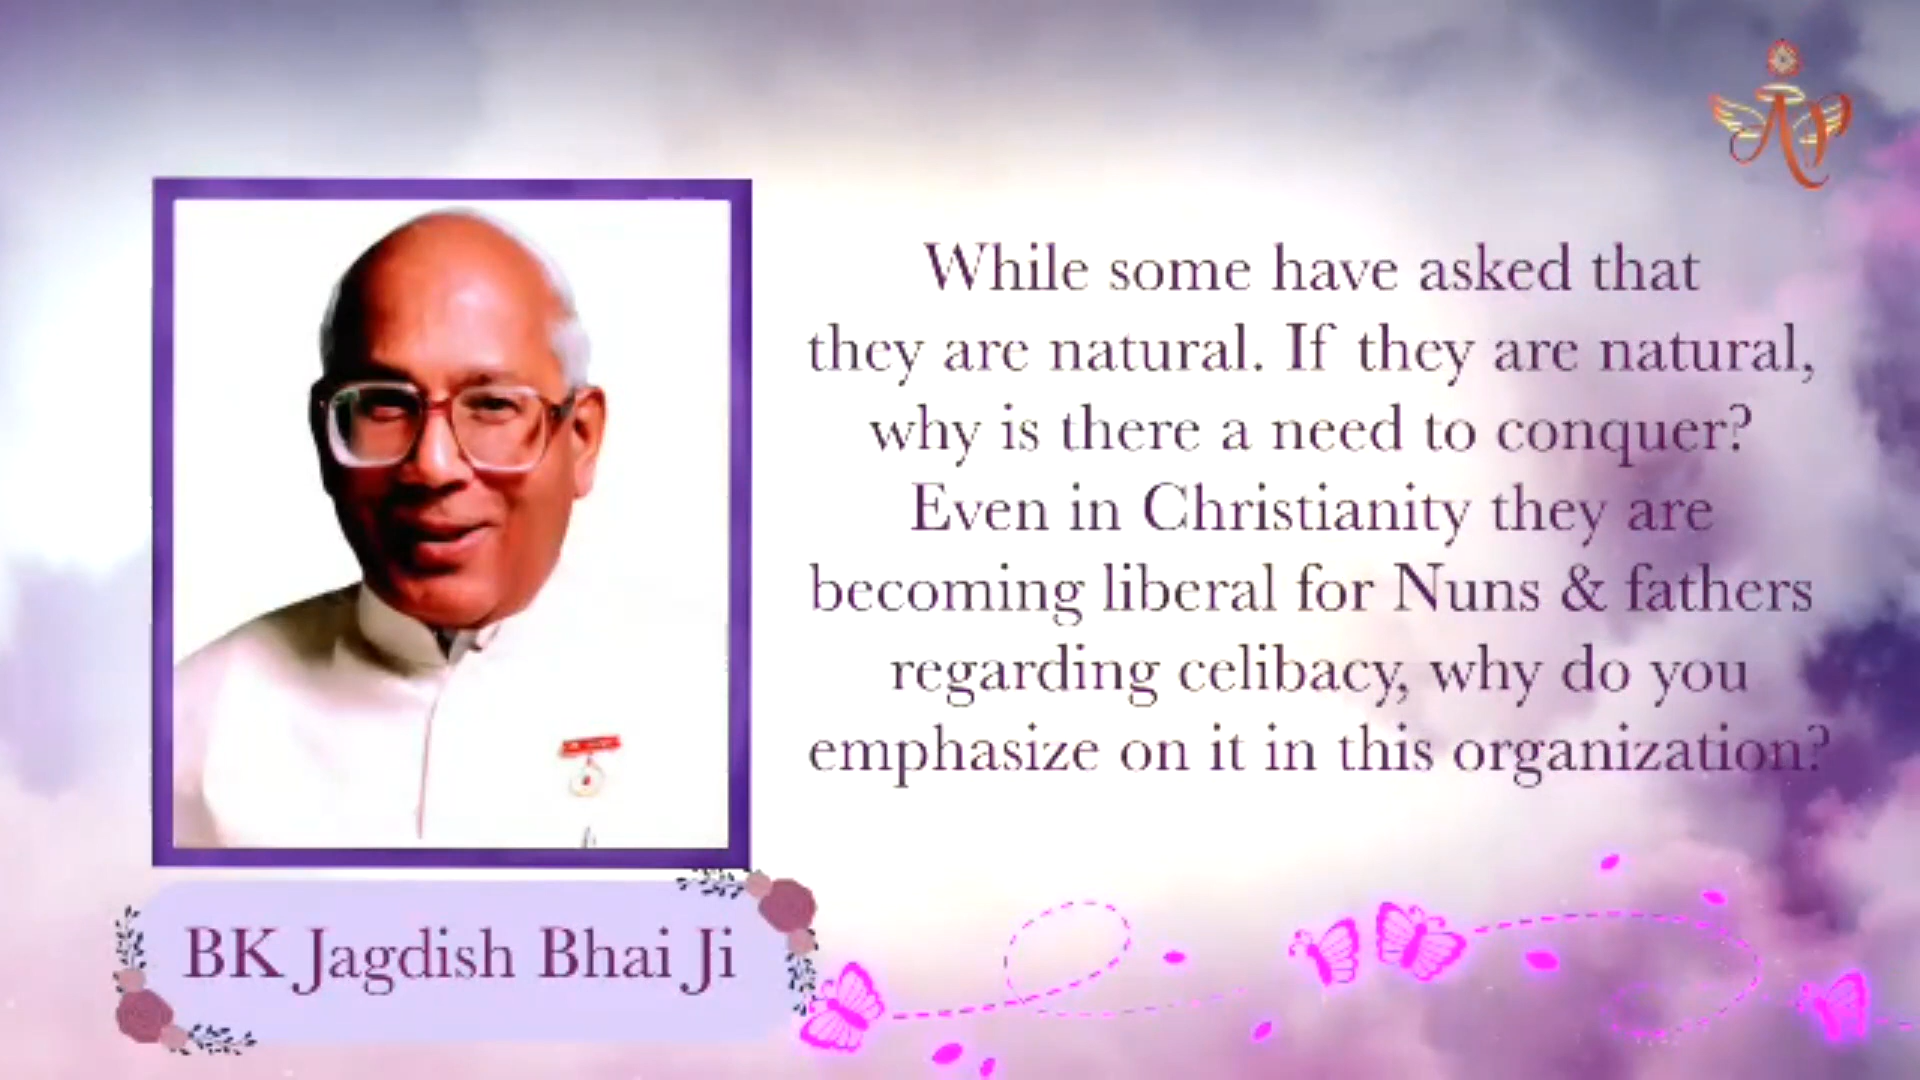 While some have asked that
they are natural. If they are natural,
why is there a need to conquer?
Even in Christianity they are
becoming liberal for Nuns & fathers
regarding celibacy, why do you
emphasize on it in this organization?
BK Jagdish Bhai Ji